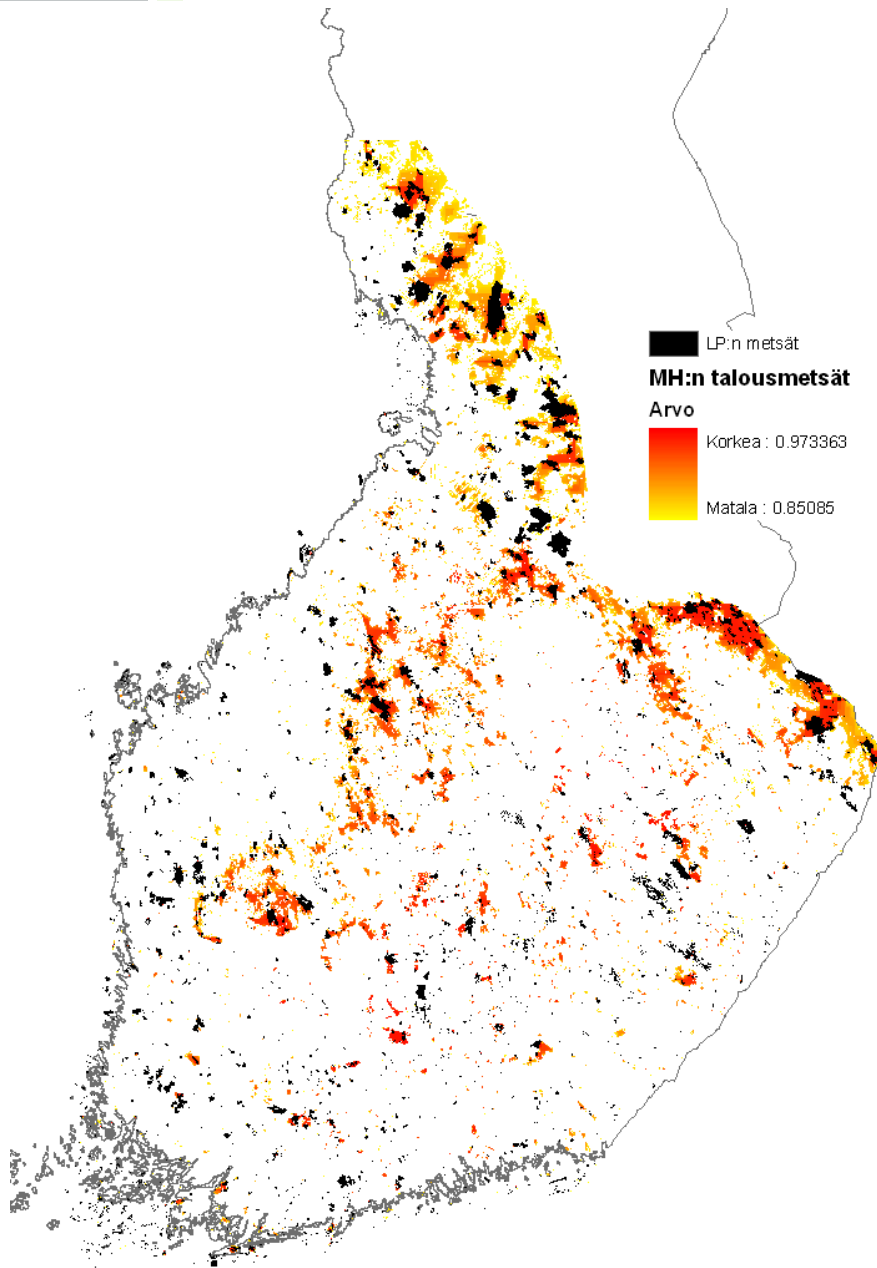 LP:n metsät
MH:n talousmetsät
Arvo
Korkea : 0.973363
Matala : 0.85085